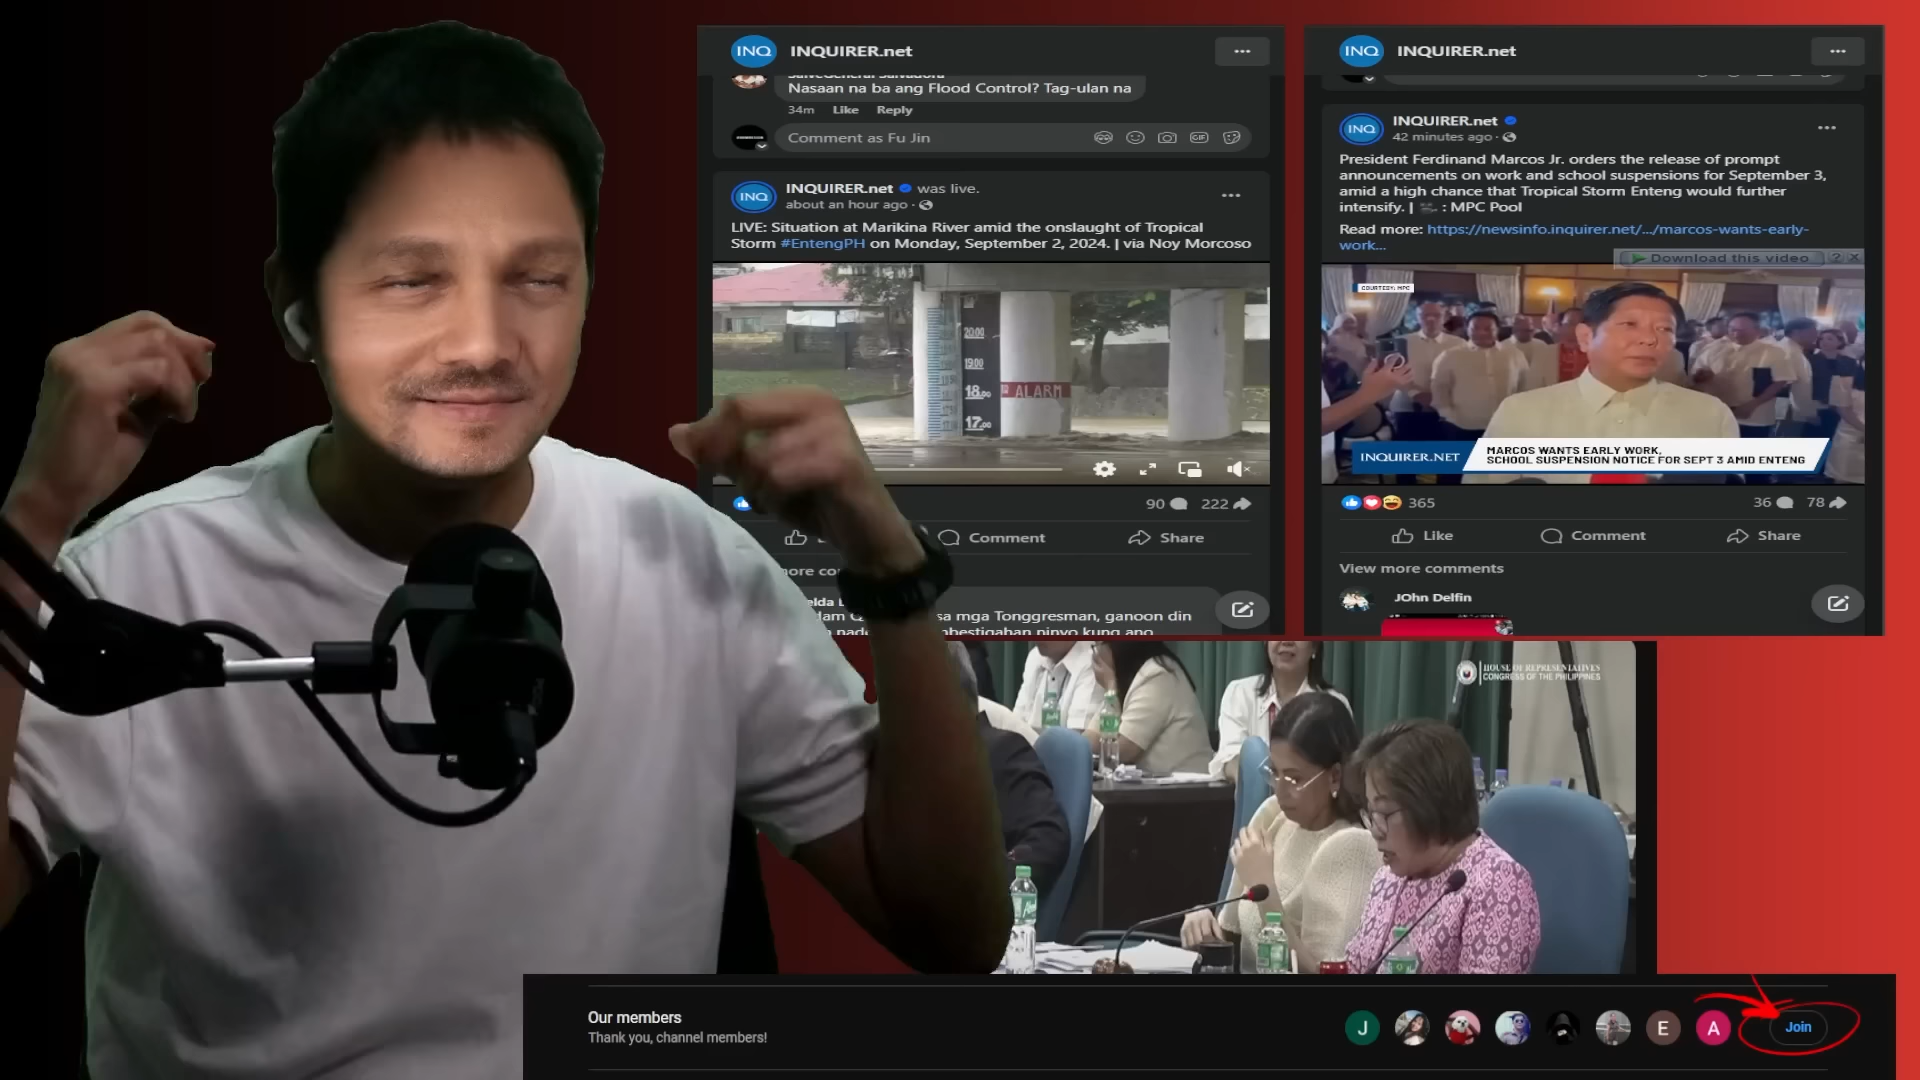 INQ INQUIRER.net
Nasaan na ba ang Flood Control? Tag-ulan na
34m Like Reply
Comment as Fu Jin
GIF
INQ
INQUIRER.net was live.
about an hour ago ·
LIVE: Situation at Marikina River amid the onslaught of Tropical
Storm #EntengPH on Monday, September 2, 2024. | via Noy Morcoso
20.00
19.00
18.00
ALARM
17.00
90 222
Comment Share
sa mga Tonggresman, ganoon din
INQ INQUIRER.net
INQ
INQUIRER.net
42 minutes ago ·
President Ferdinand Marcos Jr. orders the release of prompt
announcements on work and school suspensions for September 3,
amid a high chance that Tropical Storm Enteng would further
intensify. | : MPC Pool
Read more: https://newsinfo.inquirer.net/.../marcos-wants-early-
work...
Download this video ? X
COURTESY: MPC
INQUIRER.NET
MARCOS WANTS EARLY WORK,
SCHOOL SUSPENSION NOTICE FOR SEPT 3 AMID ENTENG
365 36 78
Like Comment Share
View more comments
JOhn Delfin
HOUSE OF REPRESENTATIVES
CONGRESS OF THE PHILIPPINES
Our members
Thank you, channel members!
J E A Join